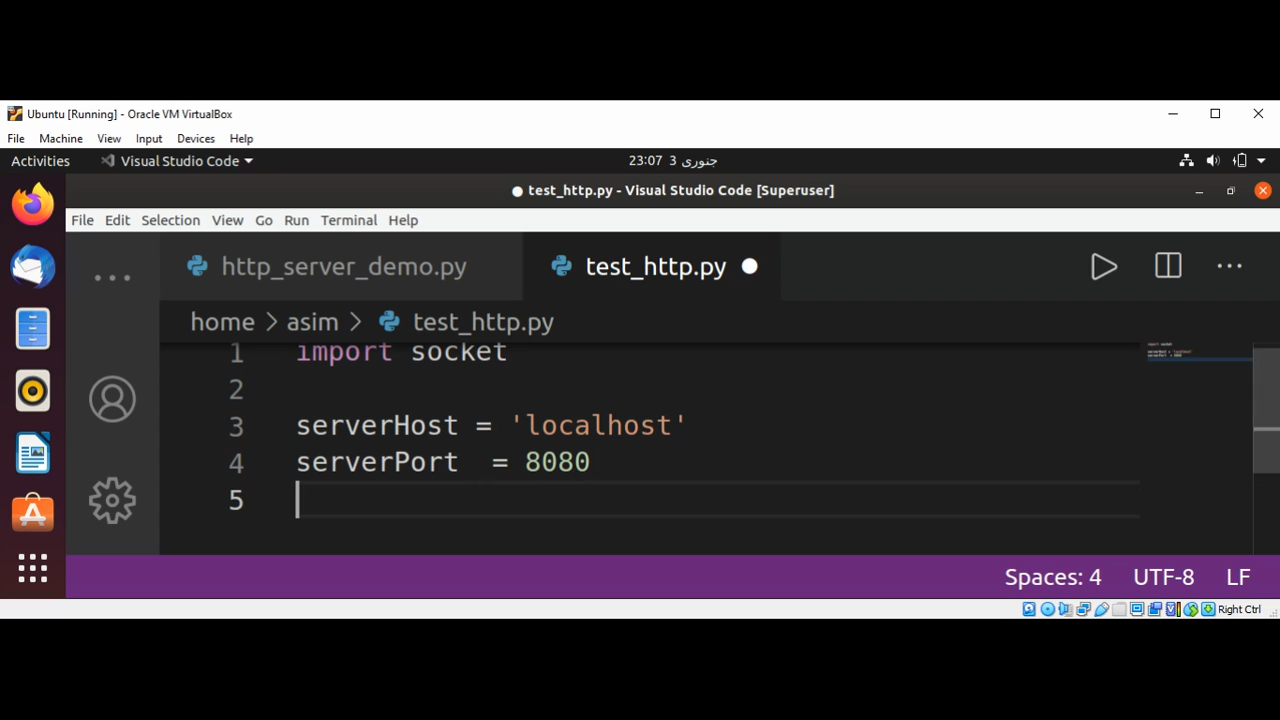 Ubuntu [Running] - Oracle VM VirtualBox
File Machine View Input Devices Help
Activities Visual Studio Code 23:07 3 جنوری
● test_http.py - Visual Studio Code [Superuser]
File Edit Selection View Go Run Terminal Help
http_server_demo.py test_http.py
home > asim > test_http.py
1 import socket
2
3 serverHost = 'localhost'
4 serverPort  = 8080
5
Spaces: 4 UTF-8 LF
Right Ctrl